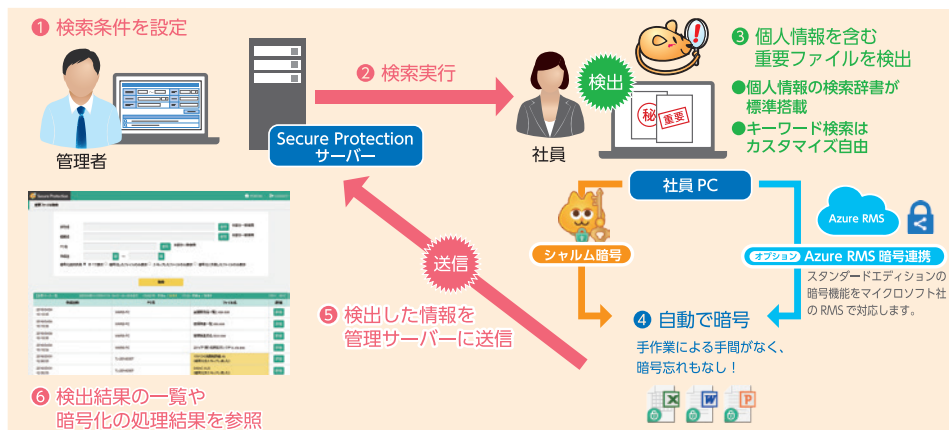 ❶ 検索条件を設定
管理者
Secure Protection
サーバー
❷ 検索実行
社員
検出
秘
重要
❸ 個人情報を含む
重要ファイルを検出
●個人情報の検索辞書が
標準搭載
●キーワード検索は
カスタマイズ自由
社員 PC
シャルム暗号
Azure RMS
オプション Azure RMS 暗号連携
スタンダードエディションの
暗号機能をマイクロソフト社
の RMS で対応します。
❹ 自動で暗号
手作業による手間がなく、
暗号忘れもなし！
X
W
P
送信
❺ 検出した情報を
管理サーバーに送信
Secure Protection
❻ 検出結果の一覧や
暗号化の処理結果を参照